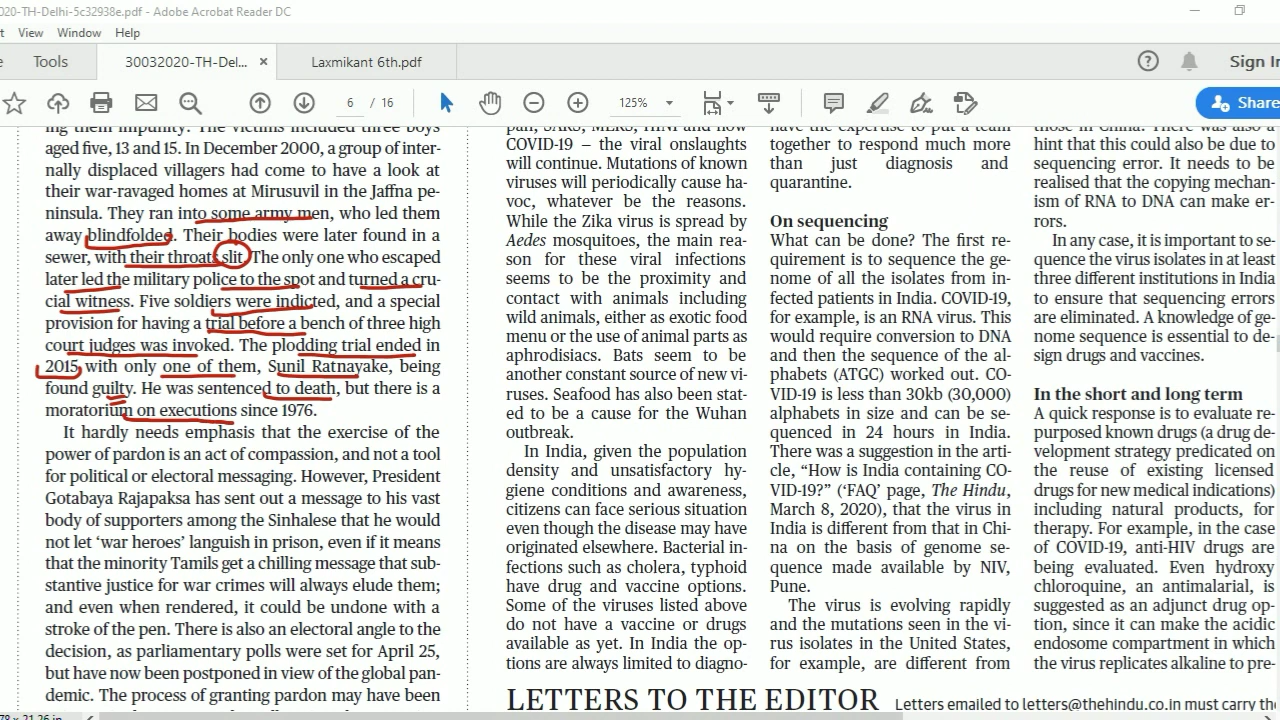 020-TH-Delhi-5c32938e.pdf - Adobe Acrobat Reader DC
t View Window Help
e Tools 30032020-TH-Del... × Laxmikant 6th.pdf Sign In
6 / 16 125% Share
ing them impunity. The victims included three boys
aged five, 13 and 15. In December 2000, a group of inter-
nally displaced villagers had come to have a look at
their war-ravaged homes at Mirusuvil in the Jaffna pe-
ninsula. They ran into some army men, who led them
away blindfolded. Their bodies were later found in a
sewer, with their throats slit. The only one who escaped
later led the military police to the spot and turned a cru-
cial witness. Five soldiers were indicted, and a special
provision for having a trial before a bench of three high
court judges was invoked. The plodding trial ended in
2015 with only one of them, Sunil Ratnayake, being
found guilty. He was sentenced to death, but there is a
moratorium on executions since 1976.
It hardly needs emphasis that the exercise of the
power of pardon is an act of compassion, and not a tool
for political or electoral messaging. However, President
Gotabaya Rajapaksa has sent out a message to his vast
body of supporters among the Sinhalese that he would
not let ‘war heroes’ languish in prison, even if it means
that the minority Tamils get a chilling message that sub-
stantive justice for war crimes will always elude them;
and even when rendered, it could be undone with a
stroke of the pen. There is also an electoral angle to the
decision, as parliamentary polls were set for April 25,
but have now been postponed in view of the global pan-
demic. The process of granting pardon may have been
pan, SARS, MERS, H1N1 and now
COVID-19 – the viral onslaughts
will continue. Mutations of known
viruses will periodically cause ha-
voc, whatever be the reasons.
While the Zika virus is spread by
Aedes mosquitoes, the main rea-
son for these viral infections
seems to be the proximity and
contact with animals including
wild animals, either as exotic food
menu or the use of animal parts as
aphrodisiacs. Bats seem to be
another constant source of new vi-
ruses. Seafood has also been stat-
ed to be a cause for the Wuhan
outbreak.
In India, given the population
density and unsatisfactory hy-
giene conditions and awareness,
citizens can face serious situation
even though the disease may have
originated elsewhere. Bacterial in-
fections such as cholera, typhoid
have drug and vaccine options.
Some of the viruses listed above
do not have a vaccine or drugs
available as yet. In India the op-
tions are always limited to diagno-
have the expertise to put a team
together to respond much more
than just diagnosis and
quarantine.
On sequencing
What can be done? The first re-
quirement is to sequence the ge-
nome of all the isolates from in-
fected patients in India. COVID-19,
for example, is an RNA virus. This
would require conversion to DNA
and then the sequence of the al-
phabets (ATGC) worked out. CO-
VID-19 is less than 30kb (30,000)
alphabets in size and can be se-
quenced in 24 hours in India.
There was a suggestion in the arti-
cle, “How is India containing CO-
VID-19?” (‘FAQ’ page, The Hindu,
March 8, 2020), that the virus in
India is different from that in Chi-
na on the basis of genome se-
quence made available by NIV,
Pune.
The virus is evolving rapidly
and the mutations seen in the vi-
rus isolates in the United States,
for example, are different from
those in China. There was also a
hint that this could also be due to
sequencing error. It needs to be
realised that the copying mechan-
ism of RNA to DNA can make er-
rors.
In any case, it is important to se-
quence the virus isolates in at least
three different institutions in India
to ensure that sequencing errors
are eliminated. A knowledge of ge-
nome sequence is essential to de-
sign drugs and vaccines.
In the short and long term
A quick response is to evaluate re-
purposed known drugs (a drug de-
velopment strategy predicated on
the reuse of existing licensed
drugs for new medical indications)
including natural products, for
therapy. For example, in the case
of COVID-19, anti-HIV drugs are
being evaluated. Even hydroxy
chloroquine, an antimalarial, is
suggested as an adjunct drug op-
tion, since it can make the acidic
endosome compartment in which
the virus replicates alkaline to pre-
LETTERS TO THE EDITOR Letters emailed to letters@thehindu.co.in must carry the
78 x 21.26 in